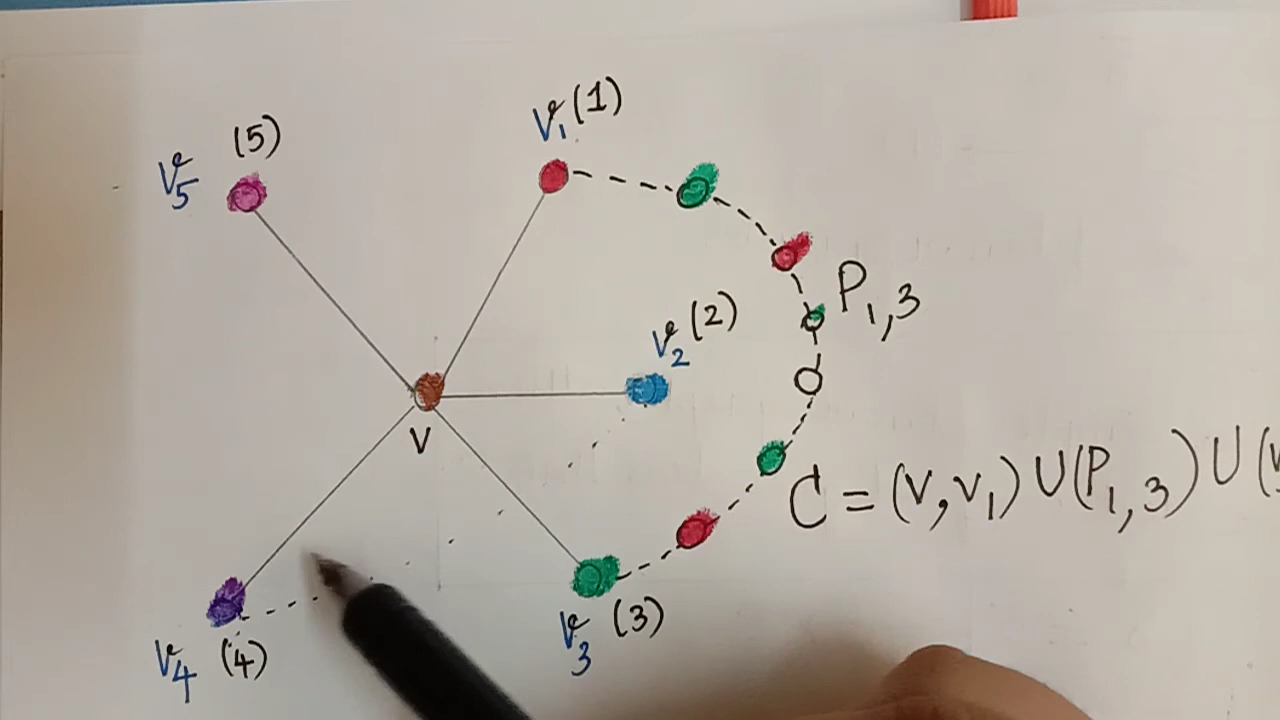 v₁ (1)
(5)
v₅
P₁,₃
v₂ (2)
v
C = (v, v₁) U (P₁,₃) U (
v₃ (3)
v₄ (4)